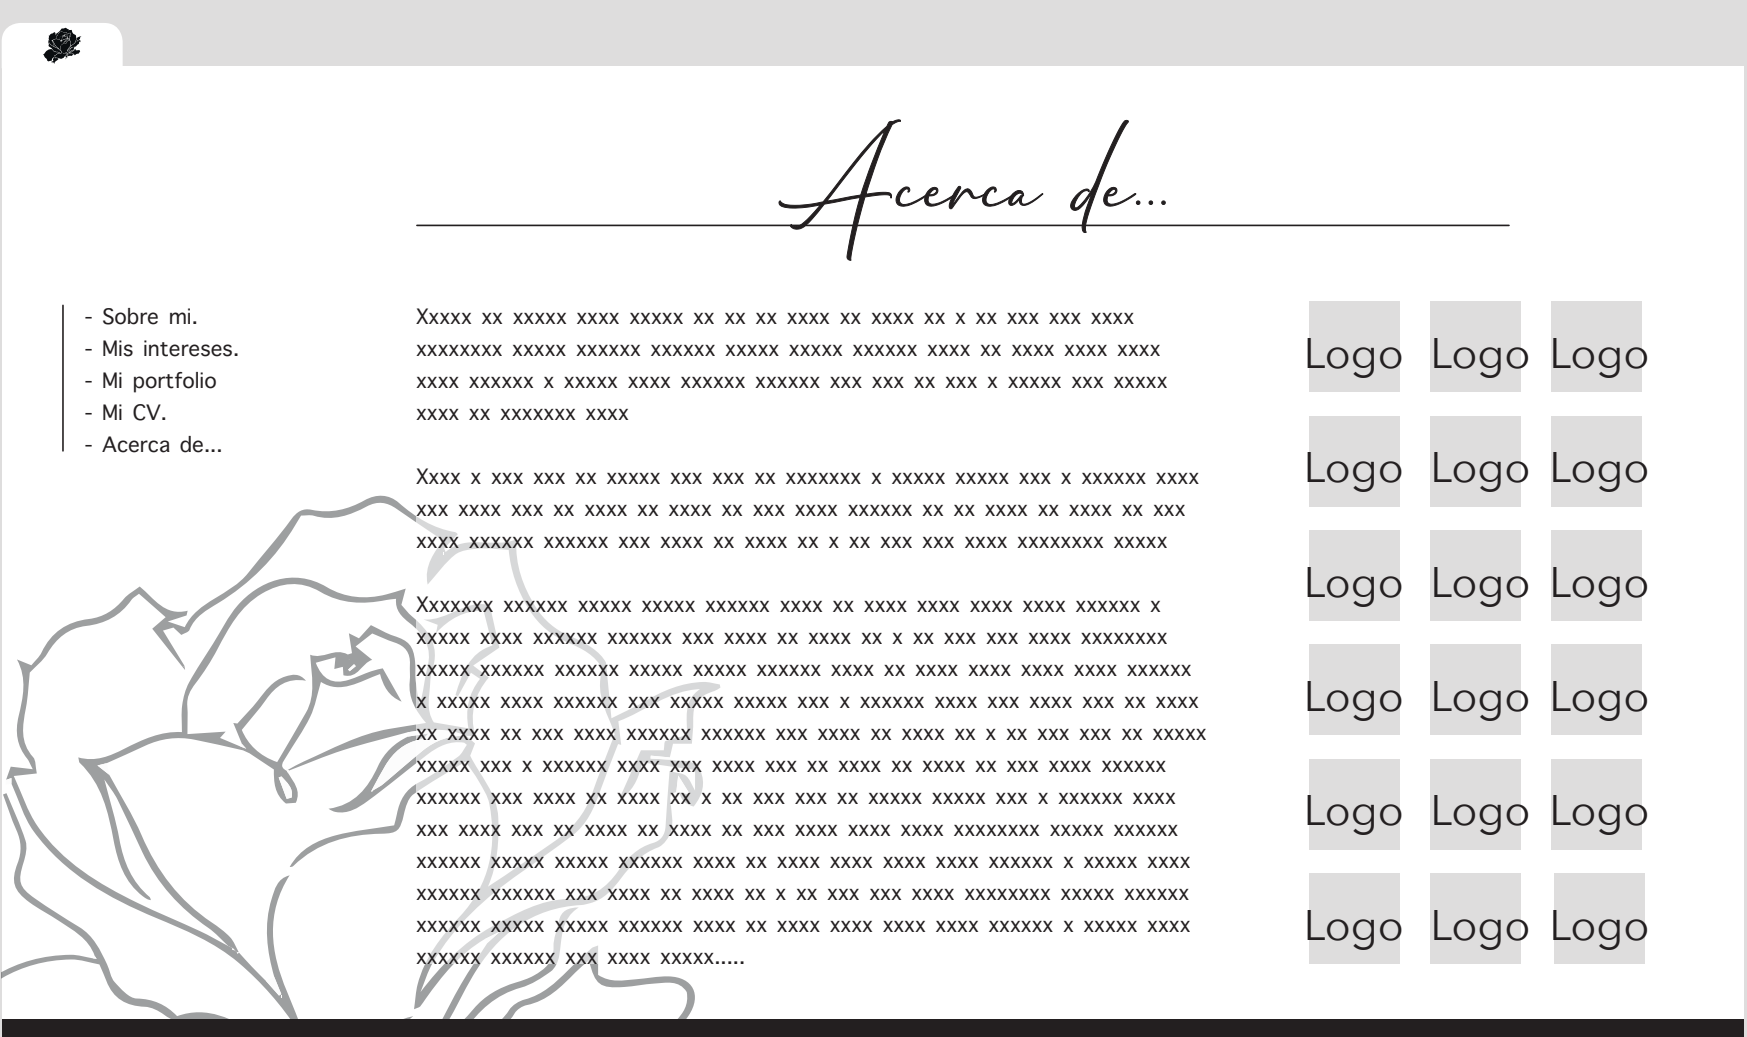 Acerca de...
- Sobre mi.
- Mis intereses.
- Mi portfolio
- Mi CV.
- Acerca de...
Xxxxx xx xxxxx xxxx xxxxx xx xx xx xxxx xx xxxx xx x xx xxx xxx xxxx
xxxxxxxx xxxxx xxxxxx xxxxxx xxxxx xxxxx xxxxxx xxxx xx xxxx xxxx xxxx
xxxx xxxxxx x xxxxx xxxx xxxxxx xxxxxx xxx xxx xx xxx x xxxxx xxx xxxxx
xxxx xx xxxxxxx xxxx
Xxxx x xxx xxx xx xxxxx xxx xxx xx xxxxxxx x xxxxx xxxxx xxx x xxxxxx xxxx
xxx xxxx xxx xx xxxx xx xxxx xx xxx xxxx xxxxxx xx xx xxxx xx xxxx xx xxx
xxxx xxxxxx xxxxxx xxx xxxx xx xxxx xx x xx xxx xxx xxxx xxxxxxxx xxxxx
Xxxxxxx xxxxxx xxxxx xxxxx xxxxxx xxxx xx xxxx xxxx xxxx xxxx xxxxxx x
xxxxx xxxx xxxxxx xxxxxx xxx xxxx xx xxxx xx x xx xxx xxx xxxx xxxxxxxx
xxxxx xxxxxx xxxxxx xxxxx xxxxx xxxxxx xxxx xx xxxx xxxx xxxx xxxx xxxxxx
x xxxxx xxxx xxxxxx xxx xxxxx xxxxx xxx x xxxxxx xxxx xxx xxxx xxx xx xxxx
xx xxxx xx xxx xxxx xxxxxx xxxxxx xxx xxxx xx xxxx xx x xx xxx xxx xx xxxxx
xxxxx xxx x xxxxxx xxxx xxx xxxx xxx xx xxxx xx xxxx xx xxx xxxx xxxxxx
xxxxxx xxx xxxx xx xxxx xx x xx xxx xxx xx xxxxx xxxxx xxx x xxxxxx xxxx
xxx xxxx xxx xx xxxx xx xxxx xx xxx xxxx xxxx xxxx xxxxxxxx xxxxx xxxxxx
xxxxxx xxxxx xxxxx xxxxxx xxxx xx xxxx xxxx xxxx xxxx xxxxxx x xxxxx xxxx
xxxxxx xxxxxx xxx xxxx xx xxxx xx x xx xxx xxx xxxx xxxxxxxx xxxxx xxxxxx
xxxxxx xxxxx xxxxx xxxxxx xxxx xx xxxx xxxx xxxx xxxx xxxxxx x xxxxx xxxx
xxxxxx xxxxxx xxx xxxx xxxxx.....
Logo Logo Logo
Logo Logo Logo
Logo Logo Logo
Logo Logo Logo
Logo Logo Logo
Logo Logo Logo